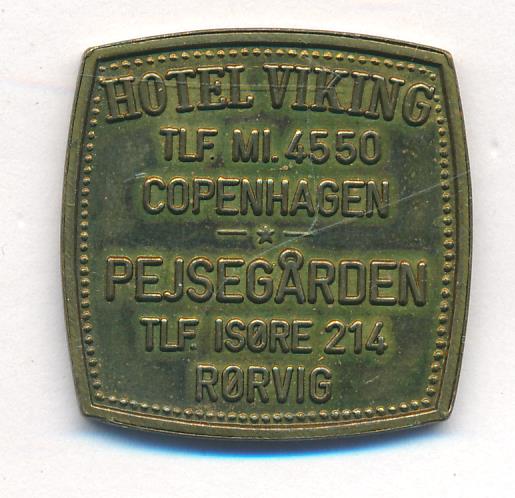 HOTEL VIKING
TLF. MI. 4550
COPENHAGEN
— ★ —
PEJSEGÅRDEN
TLF. ISØRE 214
RØRVIG